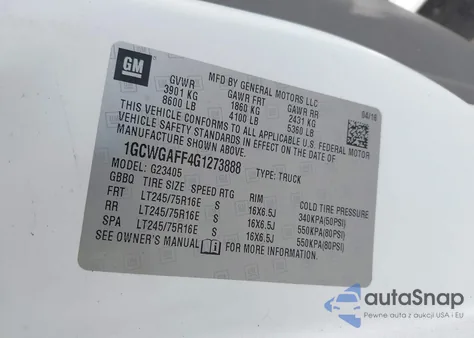 GM
MFD BY GENERAL MOTORS LLC
04/16
GVWR GAWR FRT GAWR RR
3901 KG 1860 KG 2431 KG
8600 LB 4100 LB 5360 LB
THIS VEHICLE CONFORMS TO ALL APPLICABLE U.S. FEDERAL MOTOR
VEHICLE SAFETY STANDARDS IN EFFECT ON THE DATE OF
MANUFACTURE SHOWN ABOVE.
1GCWGAFF4G1273888 TYPE: TRUCK
MODEL: G23405
GBBQ TIRE SIZE SPEED RTG RIM COLD TIRE PRESSURE
FRT LT245/75R16E S 16X6.5J 340KPA(50PSI)
RR LT245/75R16E S 16X6.5J 550KPA(80PSI)
SPA LT245/75R16E S 16X6.5J 550KPA(80PSI)
SEE OWNER'S MANUAL FOR MORE INFORMATION.
autoSnap
Pewne auta z aukcji USA i EU